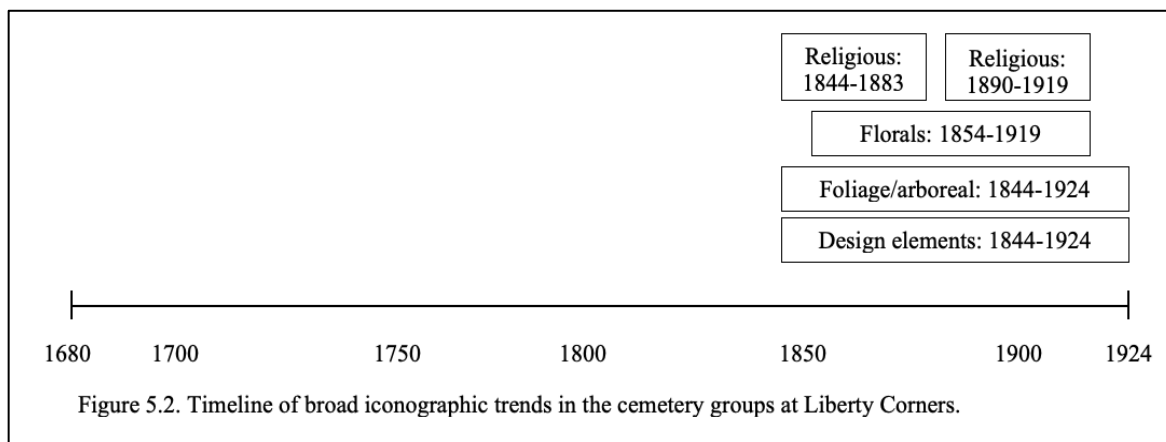 Religious:
1844-1883
Religious:
1890-1919
Florals: 1854-1919
Foliage/arboreal: 1844-1924
Design elements: 1844-1924
1680 1700 1750 1800 1850 1900 1924
Figure 5.2. Timeline of broad iconographic trends in the cemetery groups at Liberty Corners.